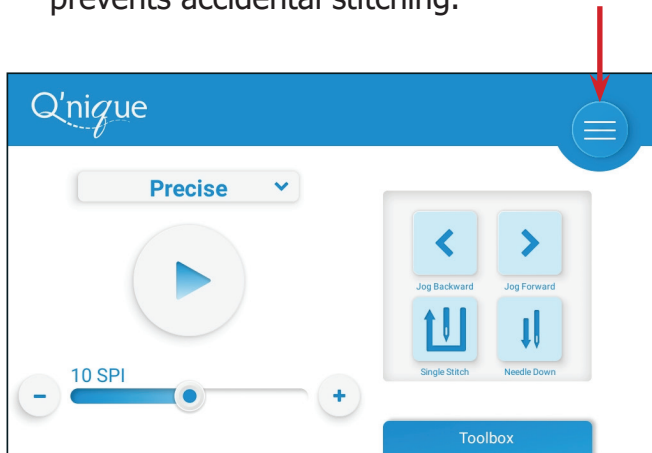 prevents accidental stitching.
Q'nique
Precise
Jog Backward Jog Forward
Single Stitch Needle Down
10 SPI
Toolbox